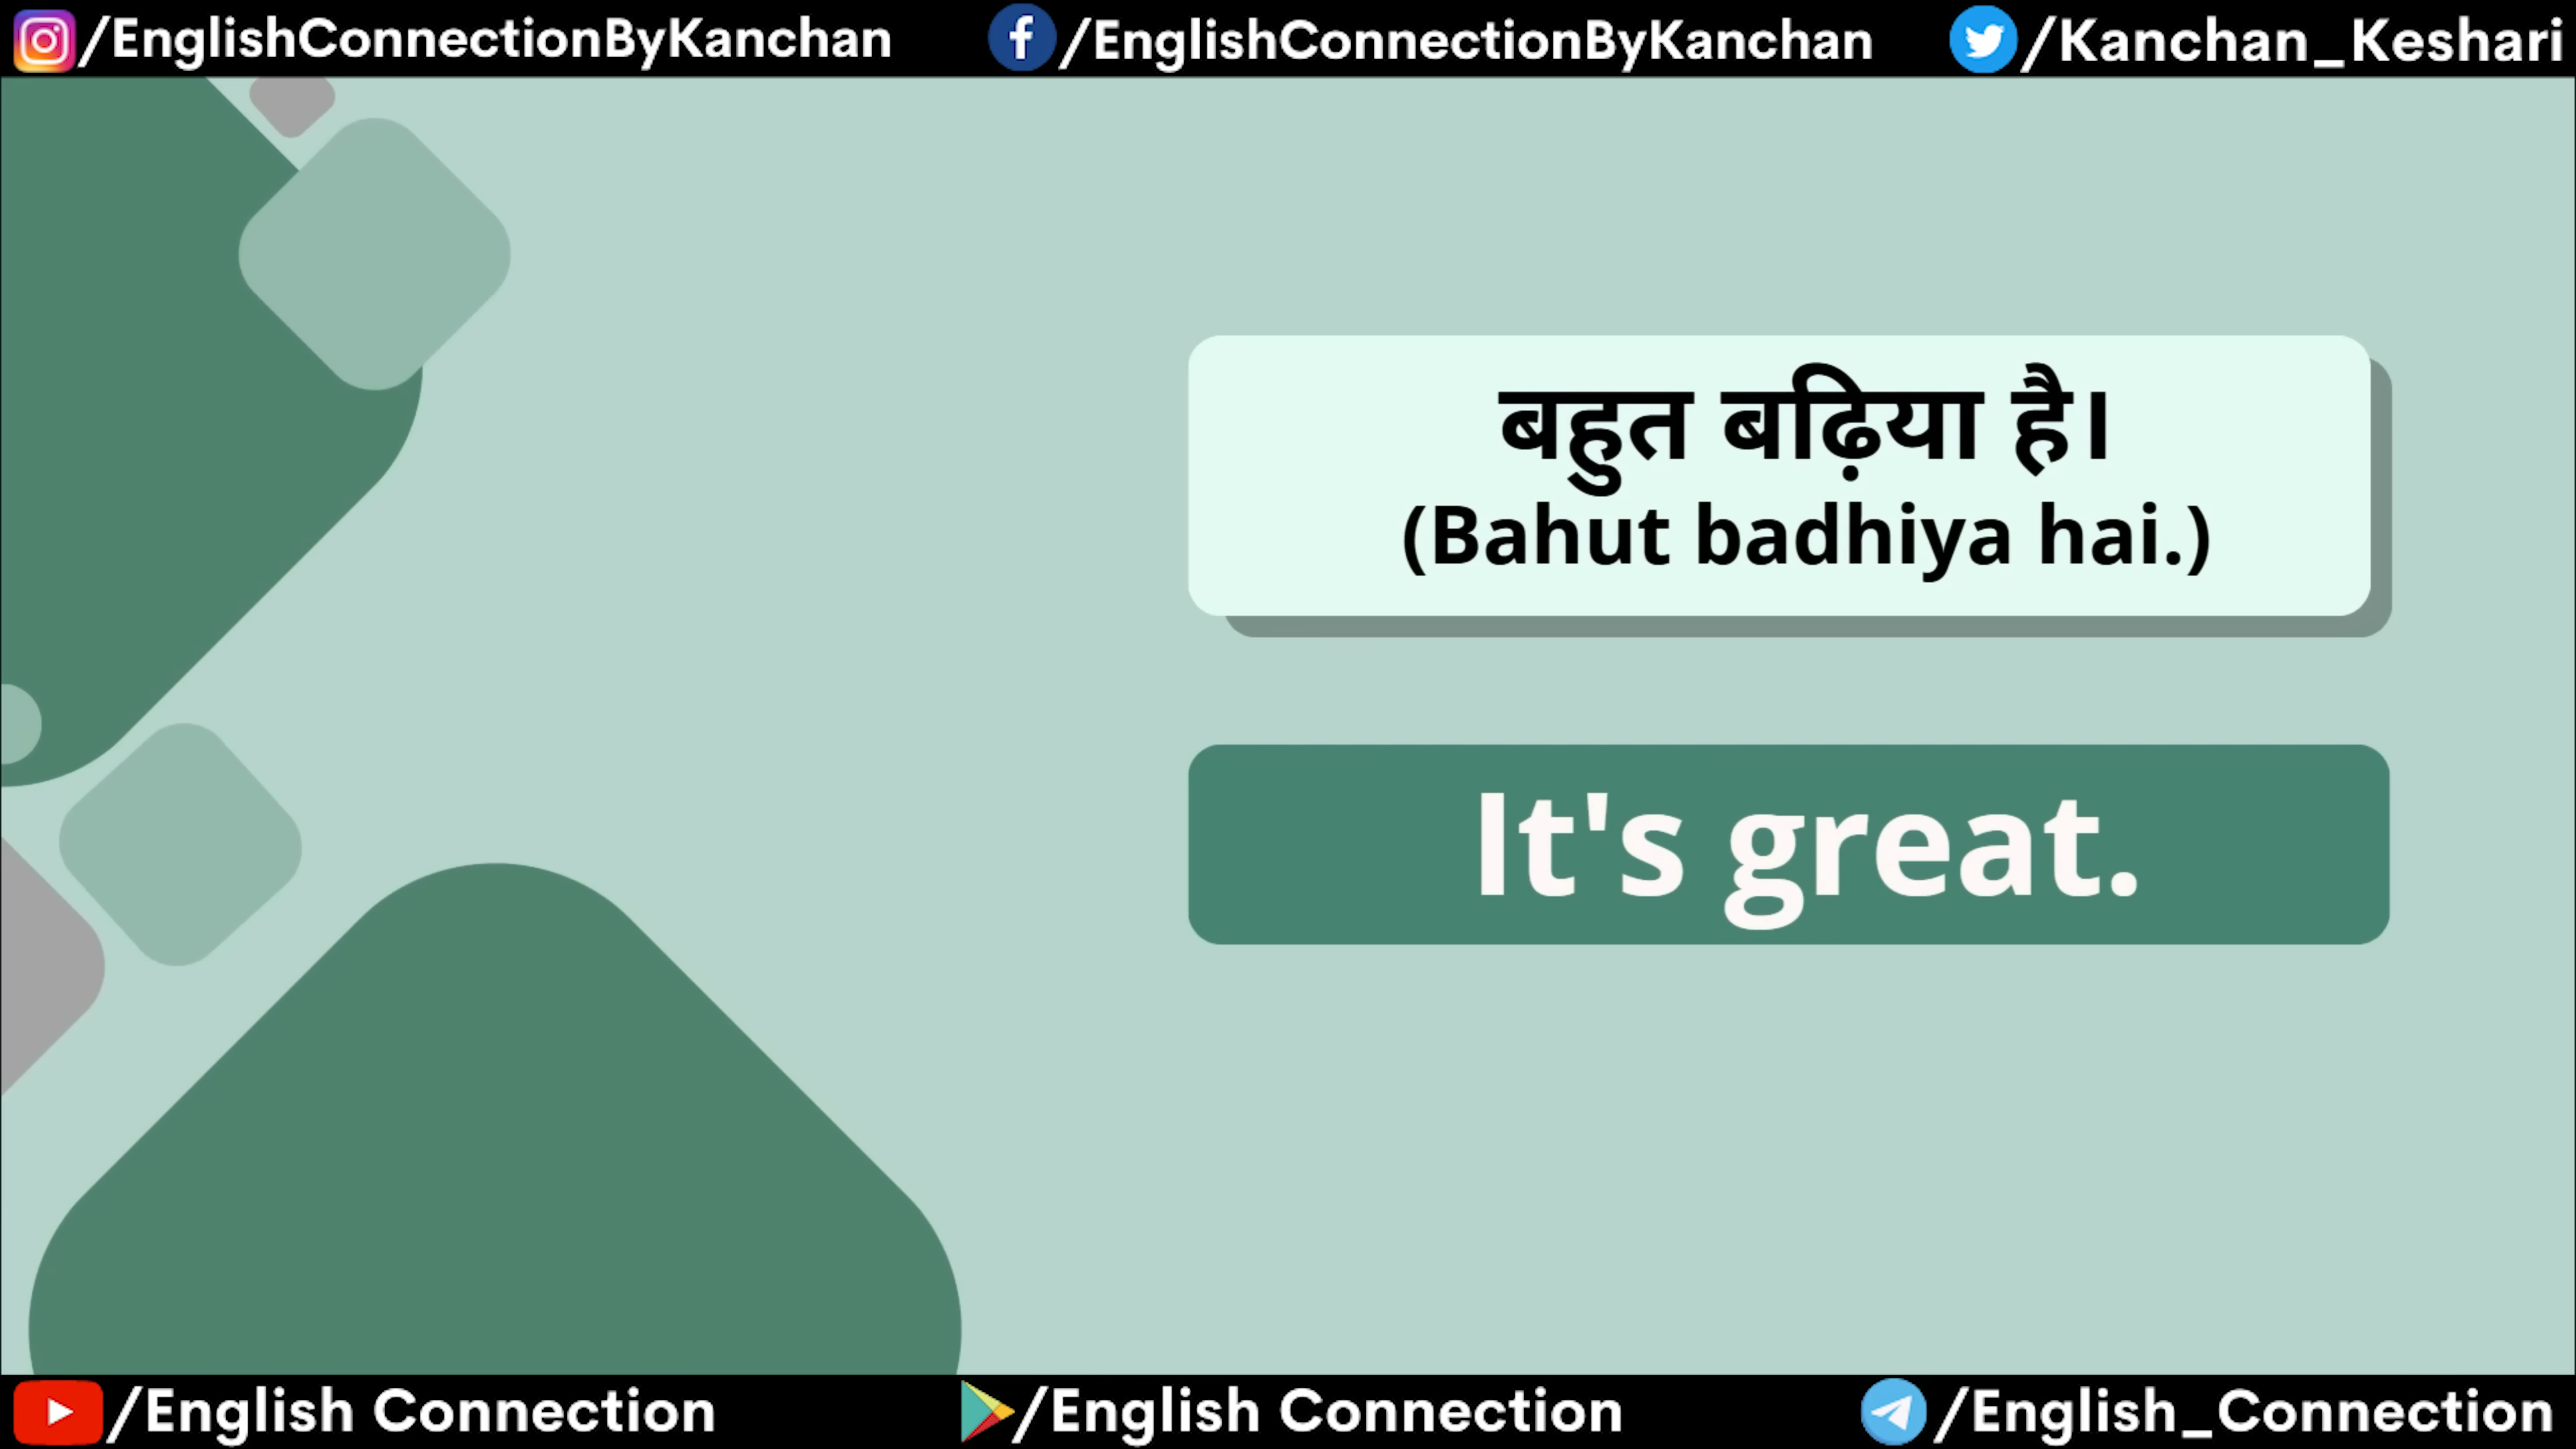 /EnglishConnectionByKanchan /EnglishConnectionByKanchan /Kanchan_Keshari
बहुत बढ़िया है।
(Bahut badhiya hai.)
It's great.
/English Connection /English Connection /English_Connection